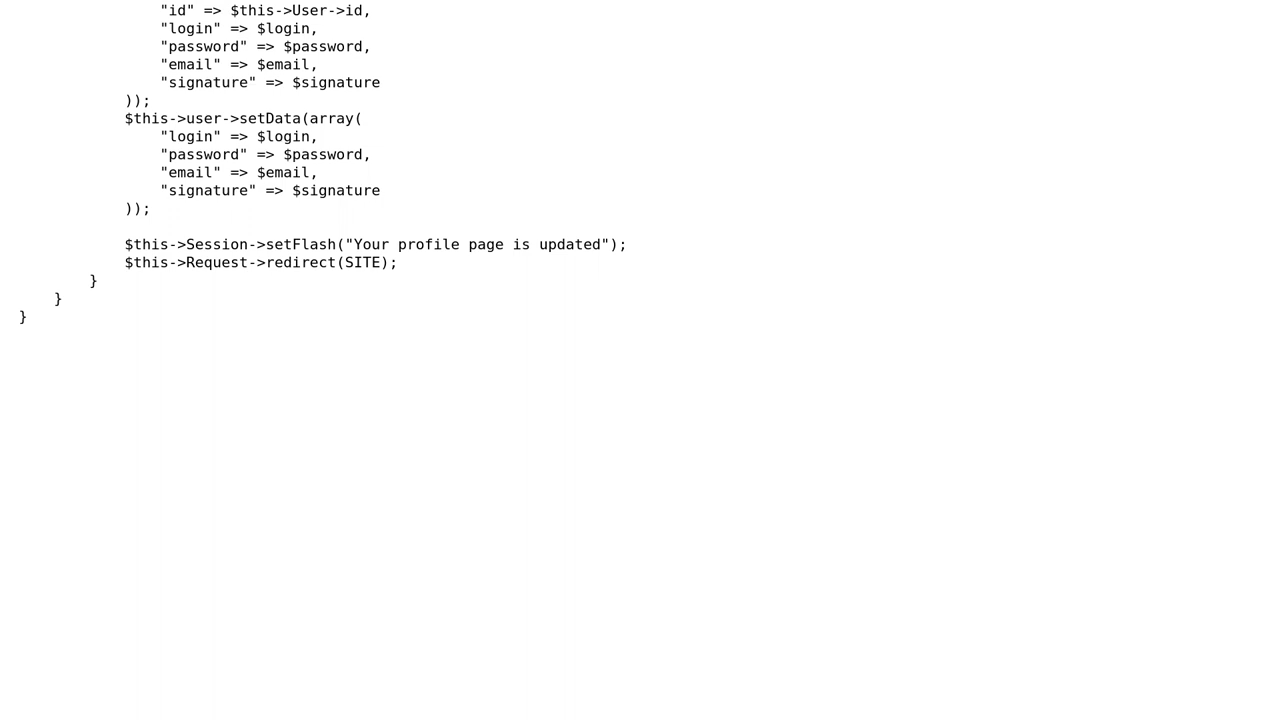 "id" => $this->User->id,
"login" => $login,
"password" => $password,
"email" => $email,
"signature" => $signature
));
$this->user->setData(array(
"login" => $login,
"password" => $password,
"email" => $email,
"signature" => $signature
));
$this->Session->setFlash("Your profile page is updated");
$this->Request->redirect(SITE);
}
}
}